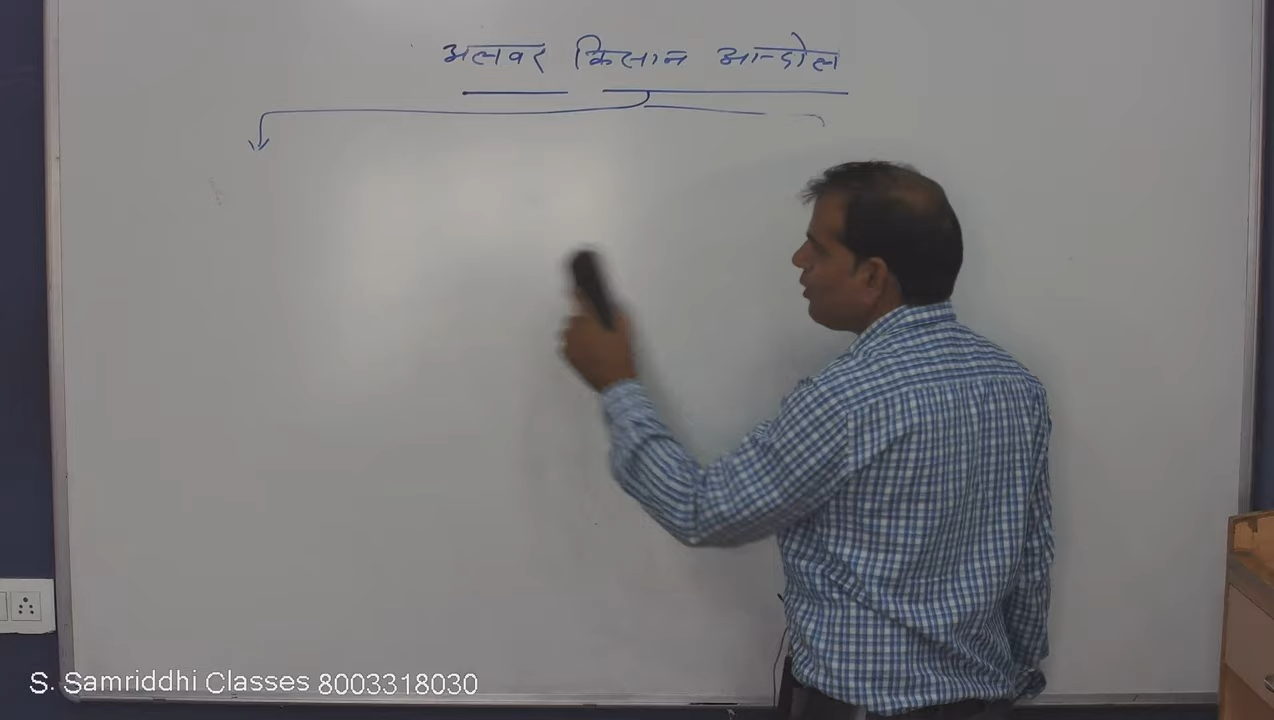 अलवर किसान आन्दोल
S. Samriddhi Classes 8003318030